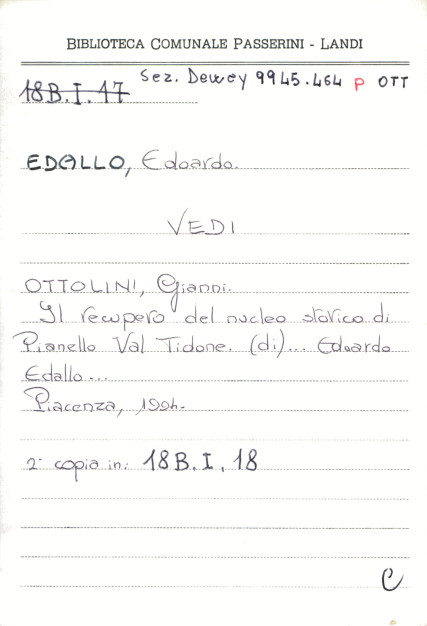 BIBLIOTECA COMUNALE PASSERINI - LANDI
18B.I.17 Sez. Dewey 9945.464 p OTT
EDALLO, Edoardo.
VEDI
OTTOLINI, Gianni.
Il recupero del nucleo storico di
Pianello Val Tidone. (di)... Edoardo
Edallo...
Piacenza, 1994.
2ª copia in: 18B.I.18
C